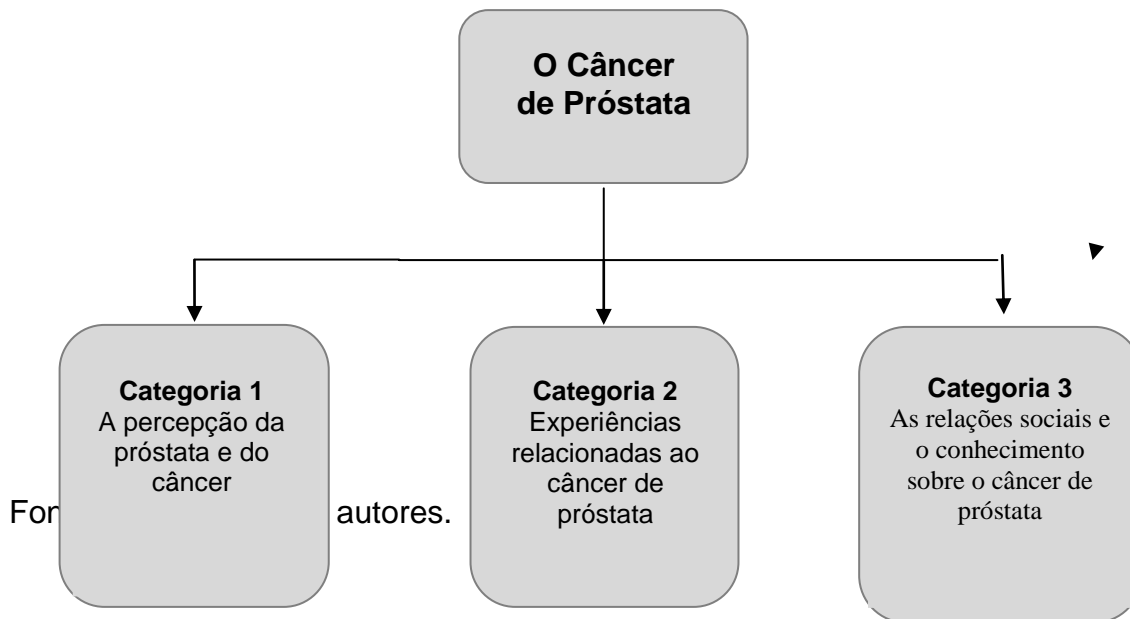 O Câncer
de Próstata
Categoria 1
A percepção da
próstata e do
câncer
Categoria 2
Experiências
relacionadas ao
câncer de
próstata
Categoria 3
As relações sociais e
o conhecimento
sobre o câncer de
próstata
autores.